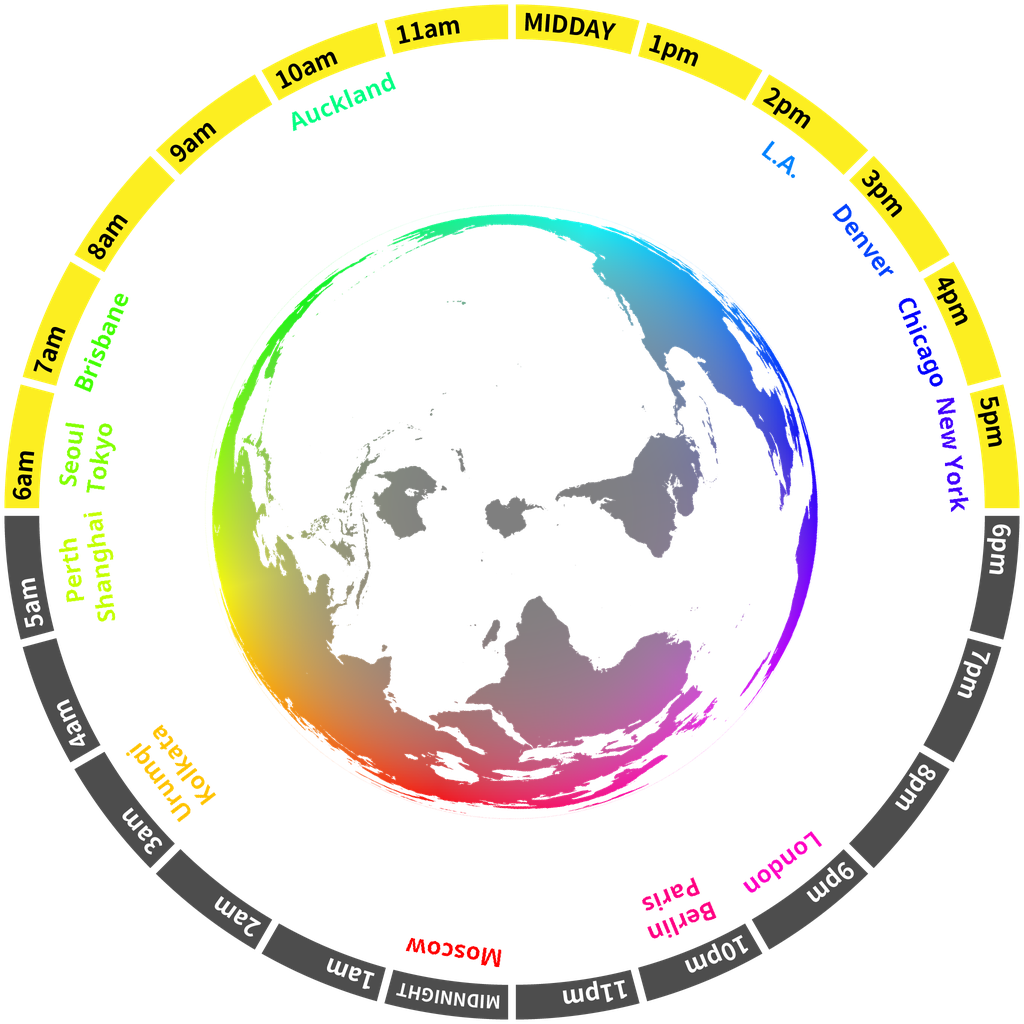 MIDDAY
1pm
2pm
3pm
4pm
5pm
6pm
7pm
8pm
9pm
10pm
11pm
MIDNNIGHT
1am
2am
3am
4am
5am
6am
7am
8am
9am
10am
11am
Auckland
L.A.
Denver
Chicago
New York
London
Paris
Berlin
Moscow
Kolkata
Urumqi
Perth
Shanghai
Seoul
Tokyo
Brisbane